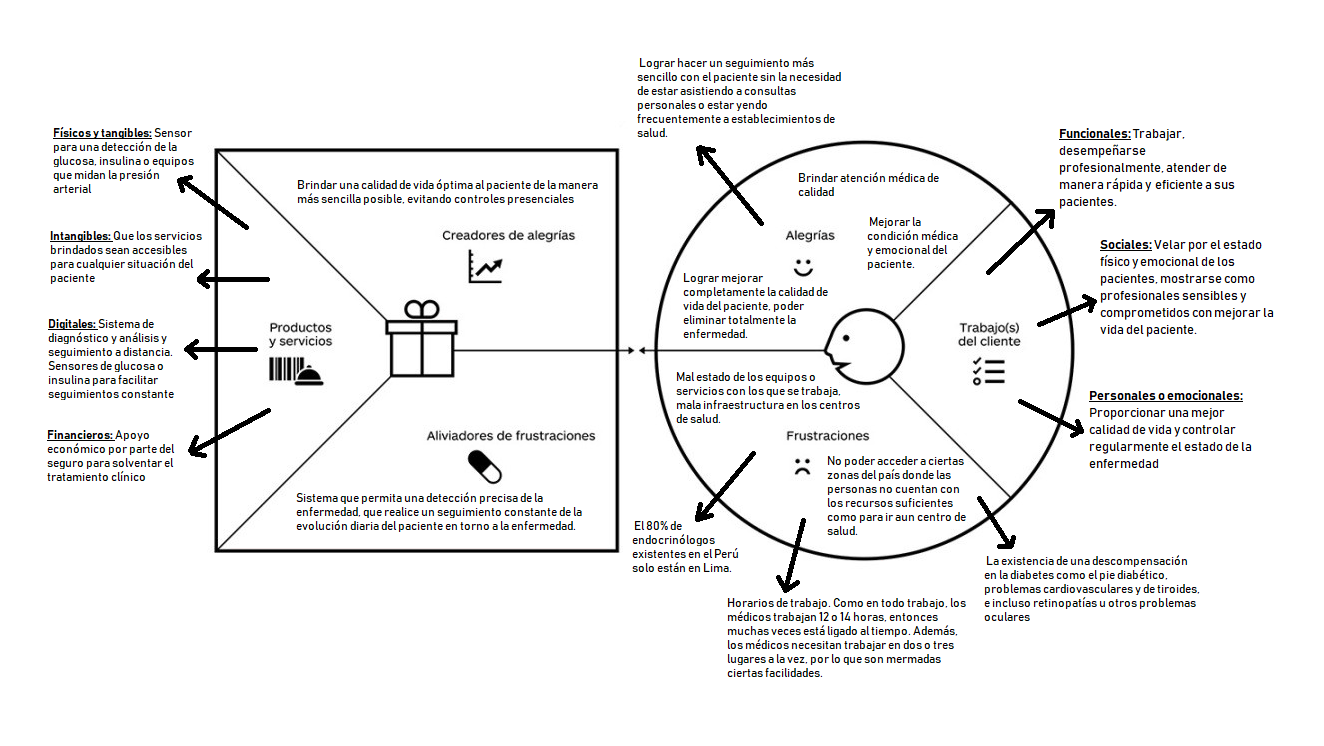 Físicos y tangibles: Sensor
para una detección de la
glucosa, insulina o equipos
que midan la presión
arterial
Intangibles: Que los servicios
brindados sean accesibles
para cualquier situación del
paciente
Digitales: Sistema de
diagnóstico y análisis y
seguimiento a distancia.
Sensores de glucosa o
insulina para facilitar
seguimientos constante
Financieros: Apoyo
económico por parte del
seguro para solventar el
tratamiento clínico
Brindar una calidad de vida óptima al paciente de la manera
más sencilla posible, evitando controles presenciales
Creadores de alegrías
Productos
y servicios
Aliviadores de frustraciones
Sistema que permita una detección precisa de la
enfermedad, que realice un seguimiento constante de la
evolución diaria del paciente en torno a la enfermedad.
Lograr hacer un seguimiento más
sencillo con el paciente sin la necesidad
de estar asistiendo a consultas
personales o estar yendo
frecuentemente a establecimientos de
salud.
Brindar atención médica de
calidad
Mejorar la
condición médica
y emocional del
paciente.
Alegrías
Lograr mejorar
completamente la calidad de
vida del paciente, poder
eliminar totalmente la
enfermedad.
Trabajo(s)
del cliente
Mal estado de los equipos o
servicios con los que se trabaja,
mala infraestructura en los centros
de salud.
Frustraciones
No poder acceder a ciertas
zonas del país donde las
personas no cuentan con
los recursos suficientes
como para ir aun centro de
salud.
El 80% de
endocrinólogos
existentes en el Perú
solo están en Lima.
Horarios de trabajo. Como en todo trabajo, los
médicos trabajan 12 o 14 horas, entonces
muchas veces está ligado al tiempo. Además,
los médicos necesitan trabajar en dos o tres
lugares a la vez, por lo que son mermadas
ciertas facilidades.
La existencia de una descompensación
en la diabetes como el pie diabético,
problemas cardiovasculares y de tiroides,
e incluso retinopatías u otros problemas
oculares
Funcionales: Trabajar,
desempeñarse
profesionalmente, atender de
manera rápida y eficiente a sus
pacientes.
Sociales: Velar por el estado
físico y emocional de los
pacientes, mostrarse como
profesionales sensibles y
comprometidos con mejorar la
vida del paciente.
Personales o emocionales:
Proporcionar una mejor
calidad de vida y controlar
regularmente el estado de la
enfermedad